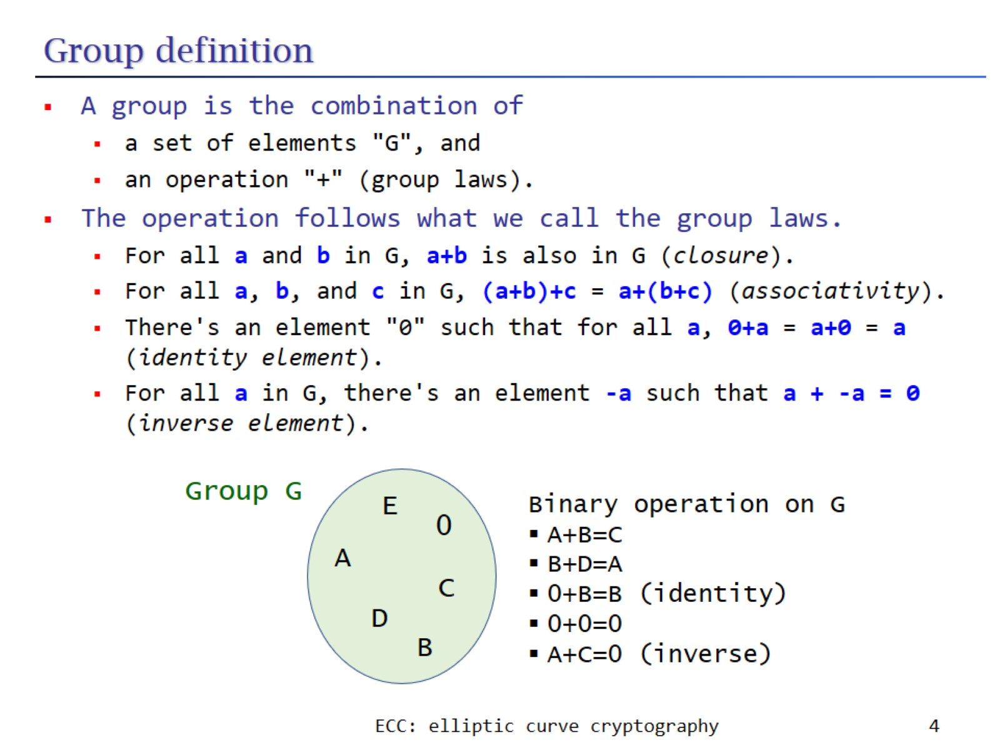 Group definition
A group is the combination of
a set of elements "G", and
an operation "+" (group laws).
The operation follows what we call the group laws.
For all a and b in G, a+b is also in G (closure).
For all a, b, and c in G, (a+b)+c = a+(b+c) (associativity).
There's an element "0" such that for all a, 0+a = a+0 = a
(identity element).
For all a in G, there's an element -a such that a + -a = 0
(inverse element).
Group G
E
0
A
C
D
B
Binary operation on G
A+B=C
B+D=A
0+B=B (identity)
0+0=0
A+C=0 (inverse)
ECC: elliptic curve cryptography
4